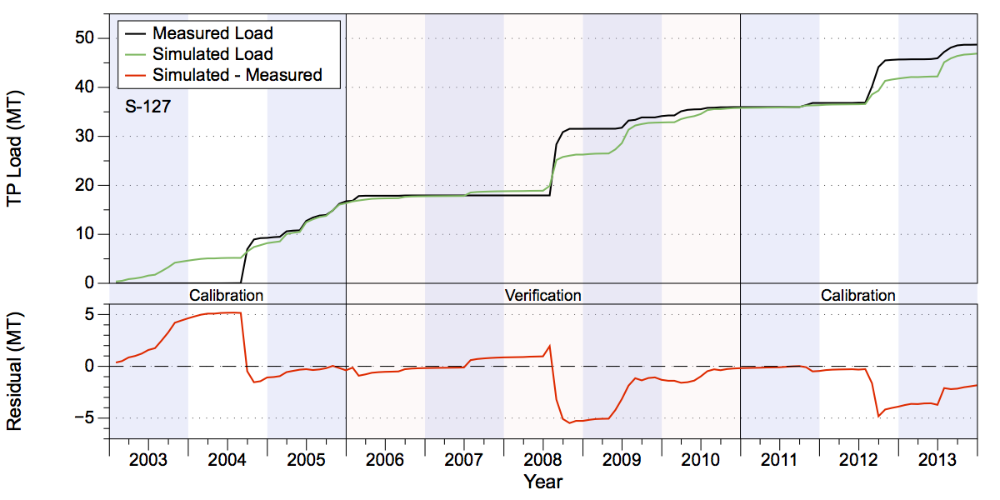 Measured Load
Simulated Load
Simulated - Measured
S-127
TP Load (MT)
50
40
30
20
10
0
Calibration Verification Calibration
Residual (MT)
5
0
−5
2003 2004 2005 2006 2007 2008 2009 2010 2011 2012 2013
Year